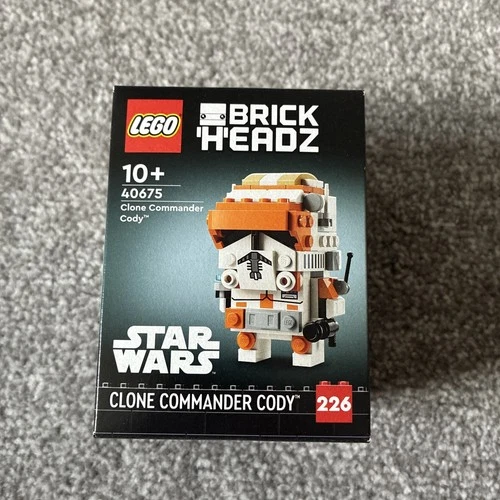 LEGO
BRICK
HEADZ
10+
40675
Clone Commander
Cody™
STAR
WARS
CLONE COMMANDER CODY™
226